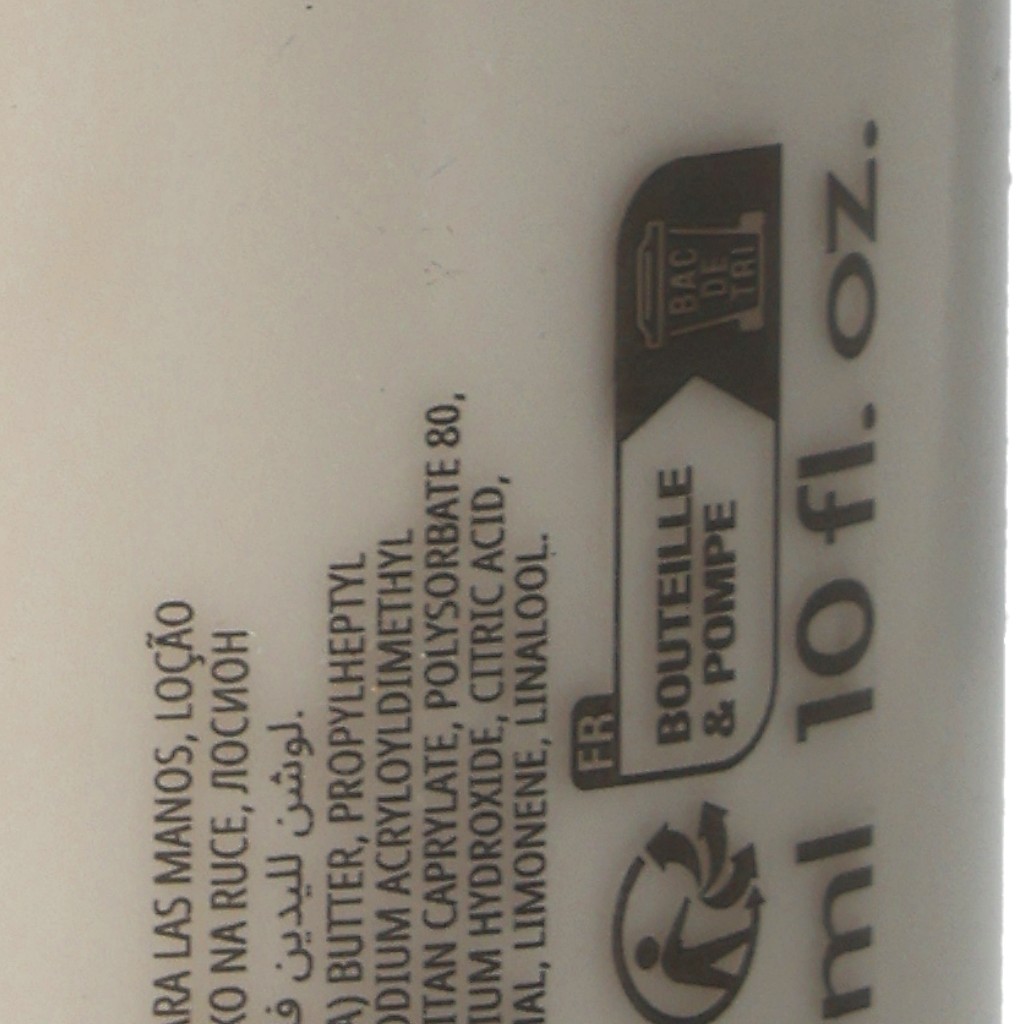 ARA LAS MANOS, LOÇÃO
KO NA RUCE, ЛОСИОН
لوشن لليدين
A) BUTTER, PROPYLHEPTYL
ODIUM ACRYLOYLDIMETHYL
ITAN CAPRYLATE, POLYSORBATE 80,
IUM HYDROXIDE, CITRIC ACID,
IAL, LIMONENE, LINALOOL.
FR
BOUTEILLE
& POMPE
BAC
DE
TRI
ml 10 fl. oz.